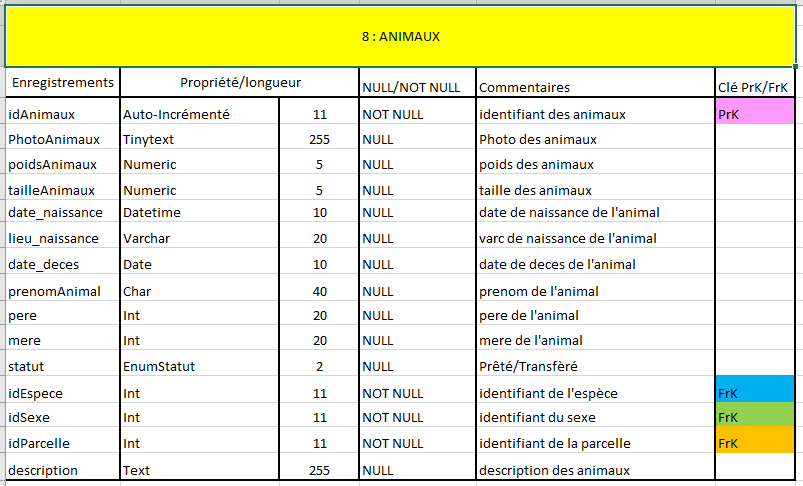 8 : ANIMAUX
Enregistrements Propriété/longueur NULL/NOT NULL Commentaires Clé PrK/FrK
idAnimaux Auto-Incrémenté 11 NOT NULL identifiant des animaux PrK
PhotoAnimaux Tinytext 255 NULL Photo des animaux
poidsAnimaux Numeric 5 NULL poids des animaux
tailleAnimaux Numeric 5 NULL taille des animaux
date_naissance Datetime 10 NULL date de naissance de l'animal
lieu_naissance Varchar 20 NULL varc de naissance de l'animal
date_deces Date 10 NULL date de deces de l'animal
prenomAnimal Char 40 NULL prenom de l'animal
pere Int 20 NULL pere de l'animal
mere Int 20 NULL mere de l'animal
statut EnumStatut 2 NULL Prêté/Transfèré
idEspece Int 11 NOT NULL identifiant de l'espèce FrK
idSexe Int 11 NOT NULL identifiant du sexe FrK
idParcelle Int 11 NOT NULL identifiant de la parcelle FrK
description Text 255 NULL description des animaux